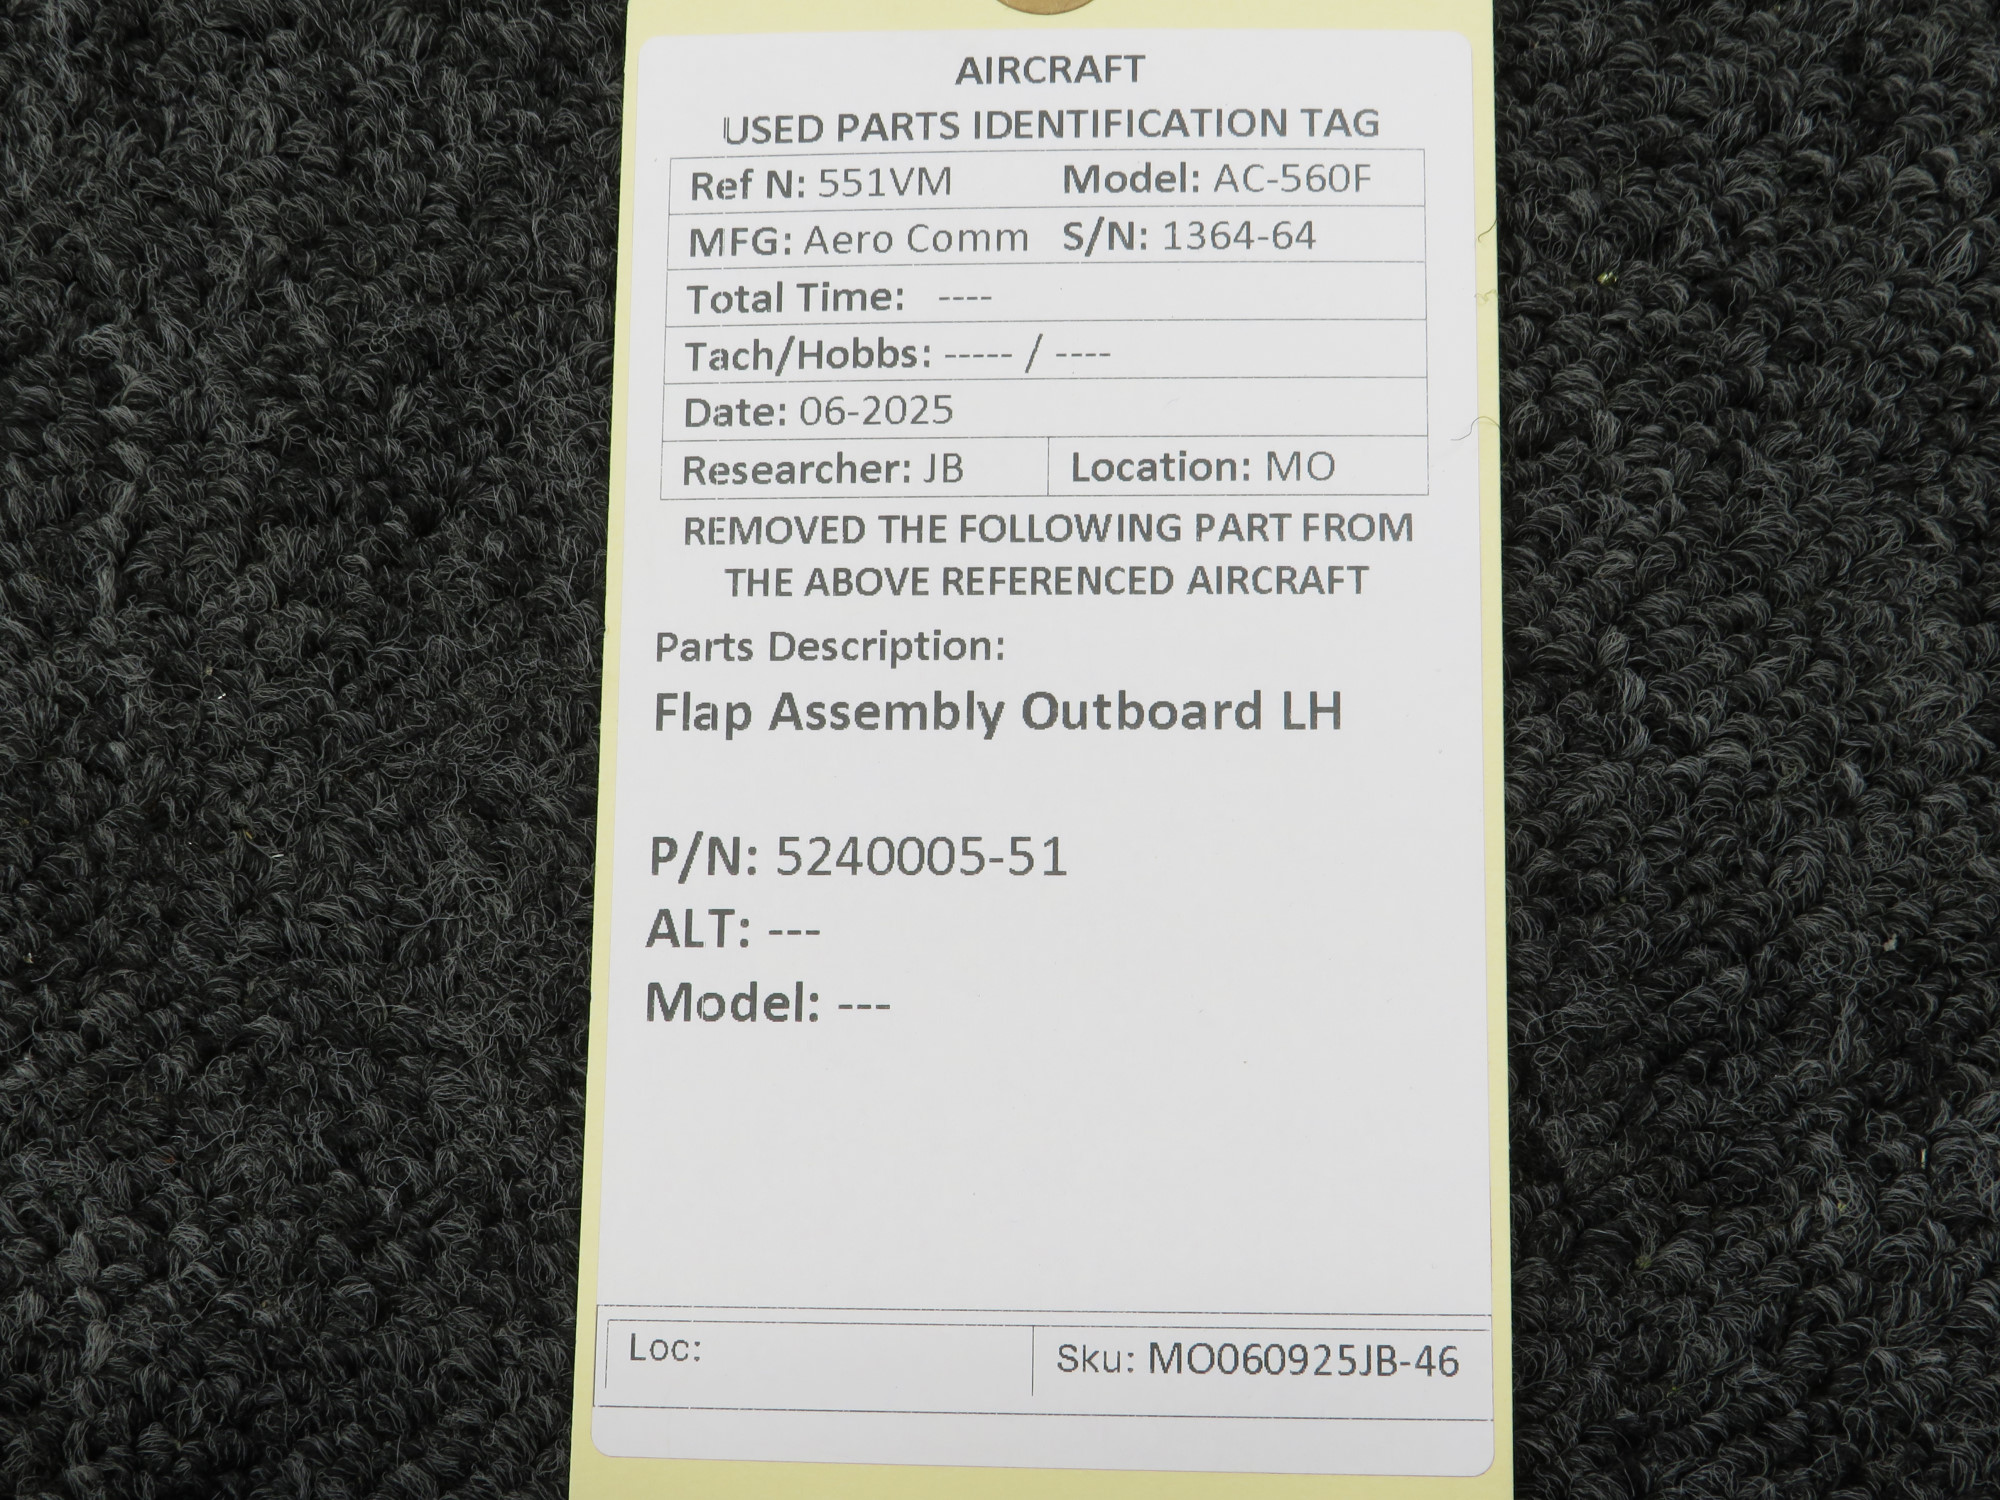 AIRCRAFT
USED PARTS IDENTIFICATION TAG
Ref N: 551VM Model: AC-560F
MFG: Aero Comm S/N: 1364-64
Total Time: ----
Tach/Hobbs: ----- / ----
Date: 06-2025
Researcher: JB Location: MO
REMOVED THE FOLLOWING PART FROM
THE ABOVE REFERENCED AIRCRAFT
Parts Description:
Flap Assembly Outboard LH
P/N: 5240005-51
ALT: ---
Model: ---
Loc: Sku: MO060925JB-46